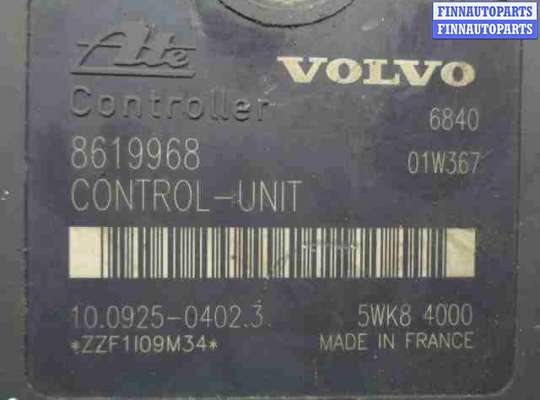 FINNAUTOPARTS
FINNAUTOPARTS
Ate VOLVO
Controller 6840
8619968 01W367
CONTROL-UNIT
10.0925-0402.3. 5WK8 4000
*ZZF1I09M34* MADE IN FRANCE